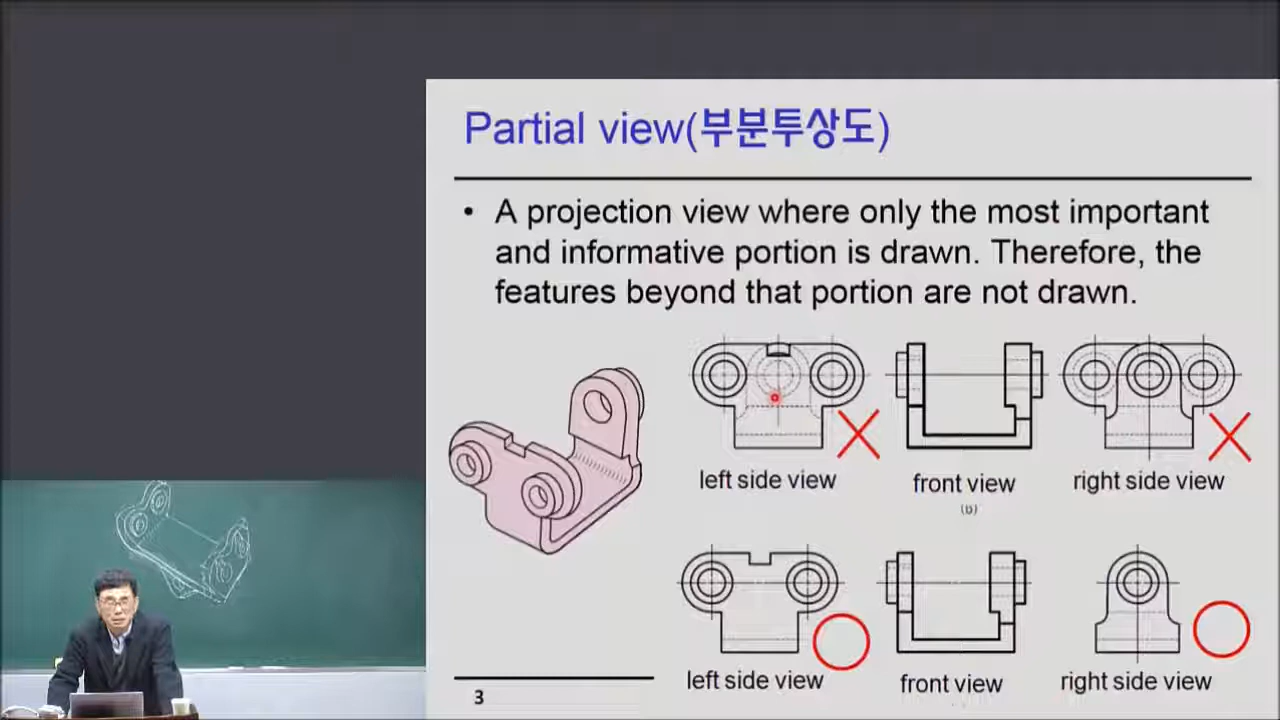 Partial view(부분투상도)
• A projection view where only the most important
and informative portion is drawn. Therefore, the
features beyond that portion are not drawn.
left side view
front view
right side view
(b)
left side view
front view
right side view
3